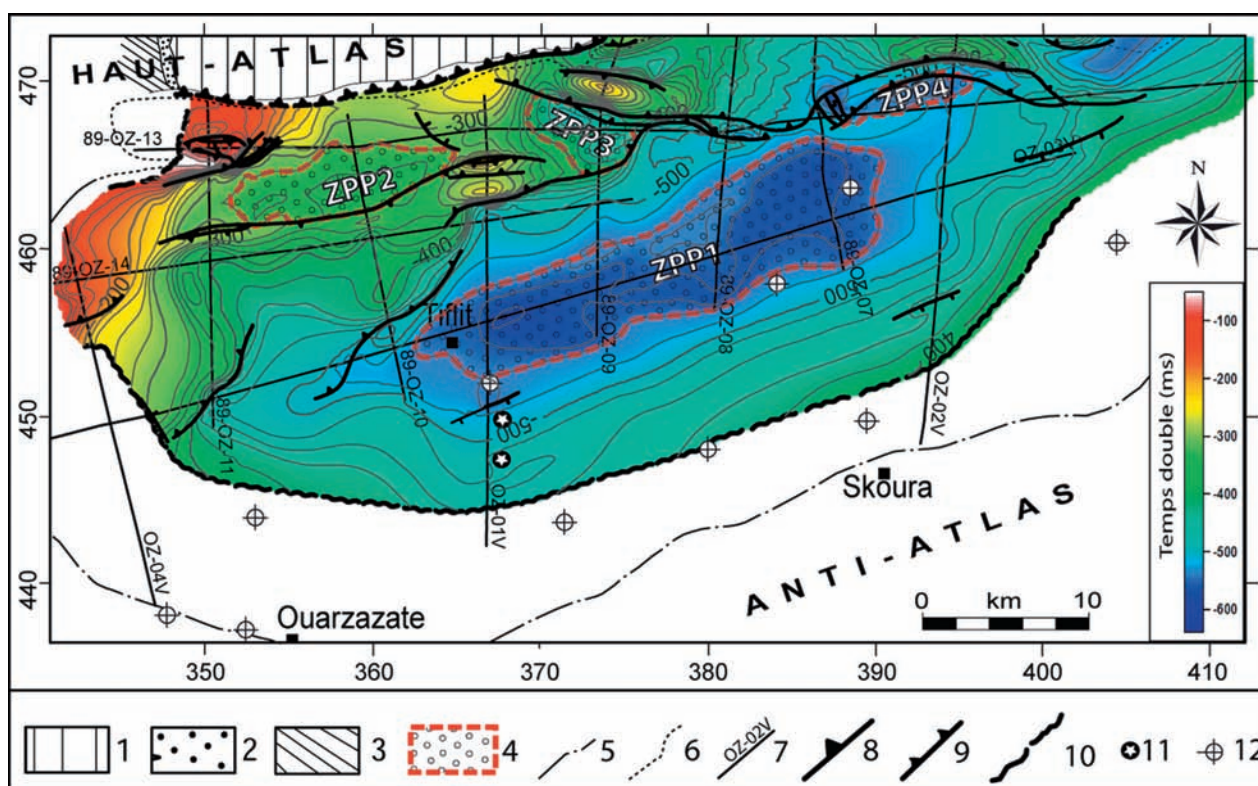 HAUT-ATLAS
470
460
450
440
89-OZ-13
-300
ZPP3
ZPP4
OZ-03V
ZPP2
-500
N
300
400
ZPP1
89-OZ-14
200
89-OZ-07
Tiflit
89-OZ-09
89-OZ-08
500
400
89-OZ-10
89-OZ-11
-500
OZ-02V
OZ-01V
Skoura
ANTI-ATLAS
OZ-04V
Ouarzazate
0 km 10
Temps double (ms)
-100
-200
-300
-400
-500
-600
350 360 370 380 390 400 410
1 2 3 4 5 6 OZ-02V 7 8 9 10 11 12